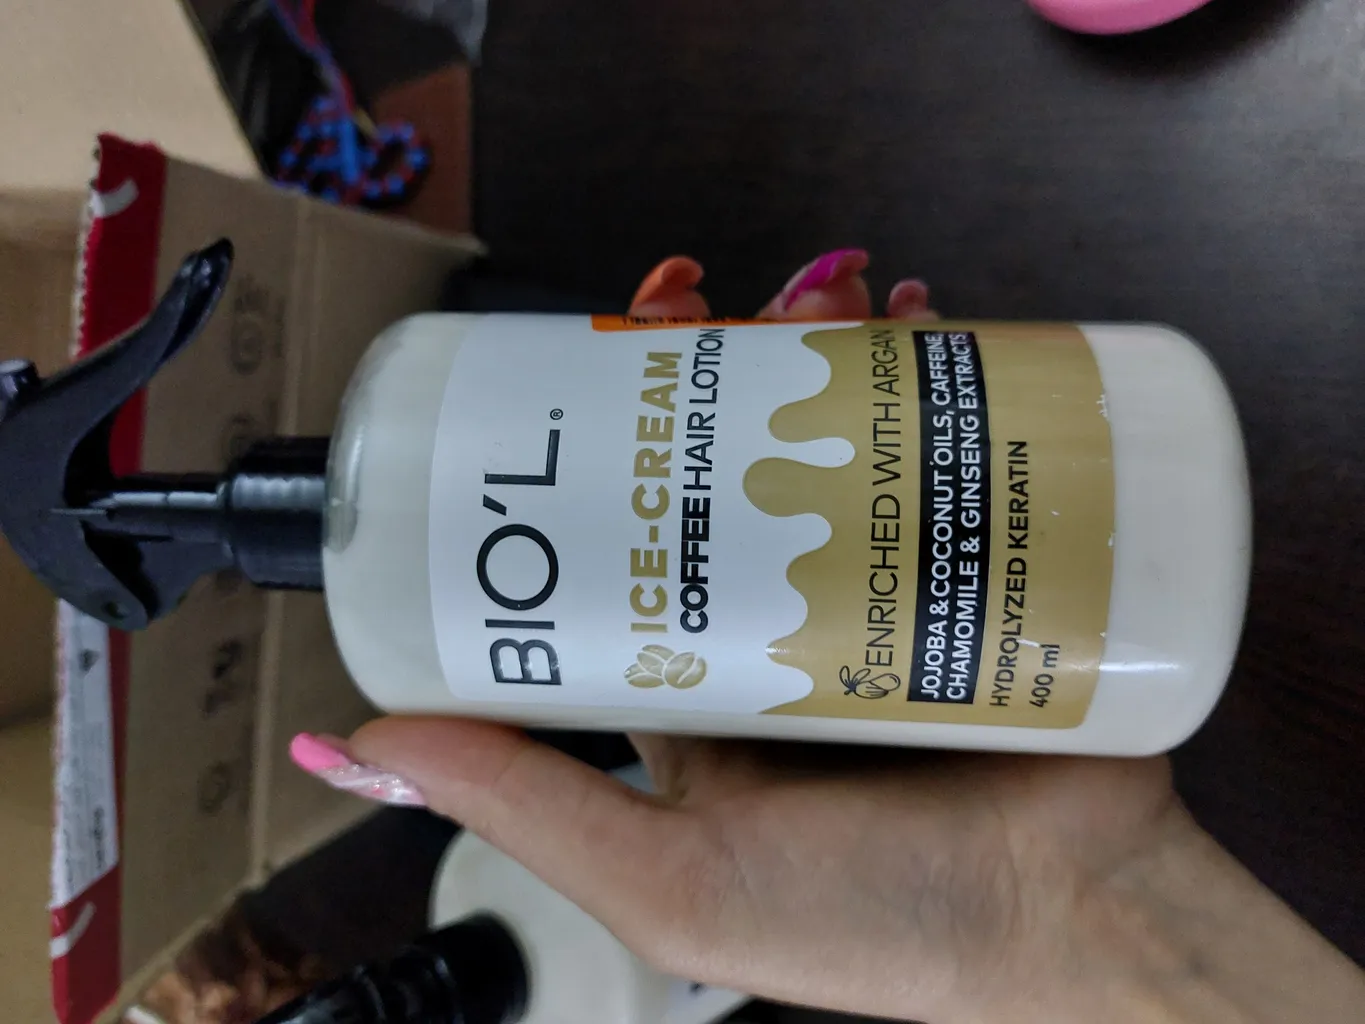 BIO'L®
ICE-CREAM
COFFEE HAIR LOTION
ENRICHED WITH ARGAN
JOJOBA & COCONUT OILS, CAFFEINE,
CHAMOMILE & GINSENG EXTRACTS
HYDROLYZED KERATIN
400 ml